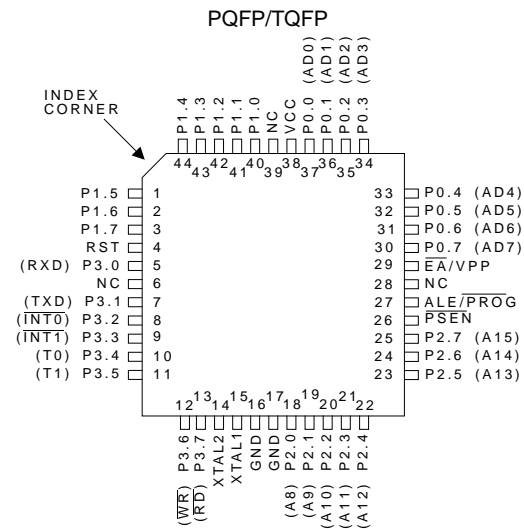 PQFP/TQFP
INDEX
CORNER
P1.4
P1.3
P1.2
P1.1
P1.0
NC
VCC
P0.0 (AD0)
P0.1 (AD1)
P0.2 (AD2)
P0.3 (AD3)
44
43
42
41
40
39
38
37
36
35
34
P1.5 1
P1.6 2
P1.7 3
RST 4
(RXD) P3.0 5
NC 6
(TXD) P3.1 7
(INT0) P3.2 8
(INT1) P3.3 9
(T0) P3.4 10
(T1) P3.5 11
33 P0.4 (AD4)
32 P0.5 (AD5)
31 P0.6 (AD6)
30 P0.7 (AD7)
29 EA/VPP
28 NC
27 ALE/PROG
26 PSEN
25 P2.7 (A15)
24 P2.6 (A14)
23 P2.5 (A13)
12
13
14
15
16
17
18
19
20
21
22
(WR) P3.6
(RD) P3.7
XTAL2
XTAL1
GND
GND
(A8) P2.0
(A9) P2.1
(A10) P2.2
(A11) P2.3
(A12) P2.4